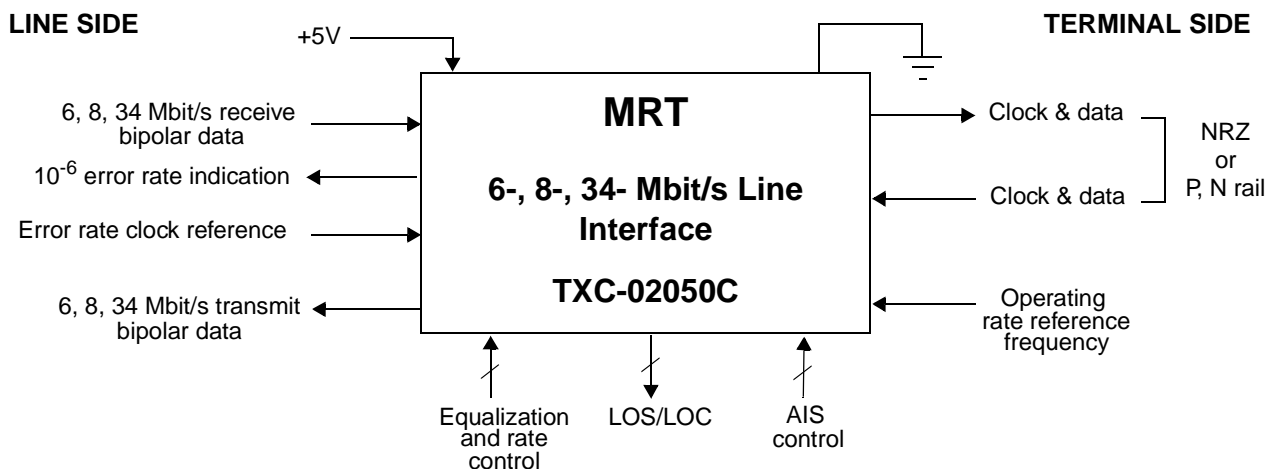 LINE SIDE
TERMINAL SIDE
+5V
6, 8, 34 Mbit/s receive
bipolar data
10-6 error rate indication
Error rate clock reference
6, 8, 34 Mbit/s transmit
bipolar data
MRT
6-, 8-, 34- Mbit/s Line
Interface
TXC-02050C
Clock & data
Clock & data
NRZ
or
P, N rail
Operating
rate reference
frequency
Equalization
and rate
control
LOS/LOC
AIS
control